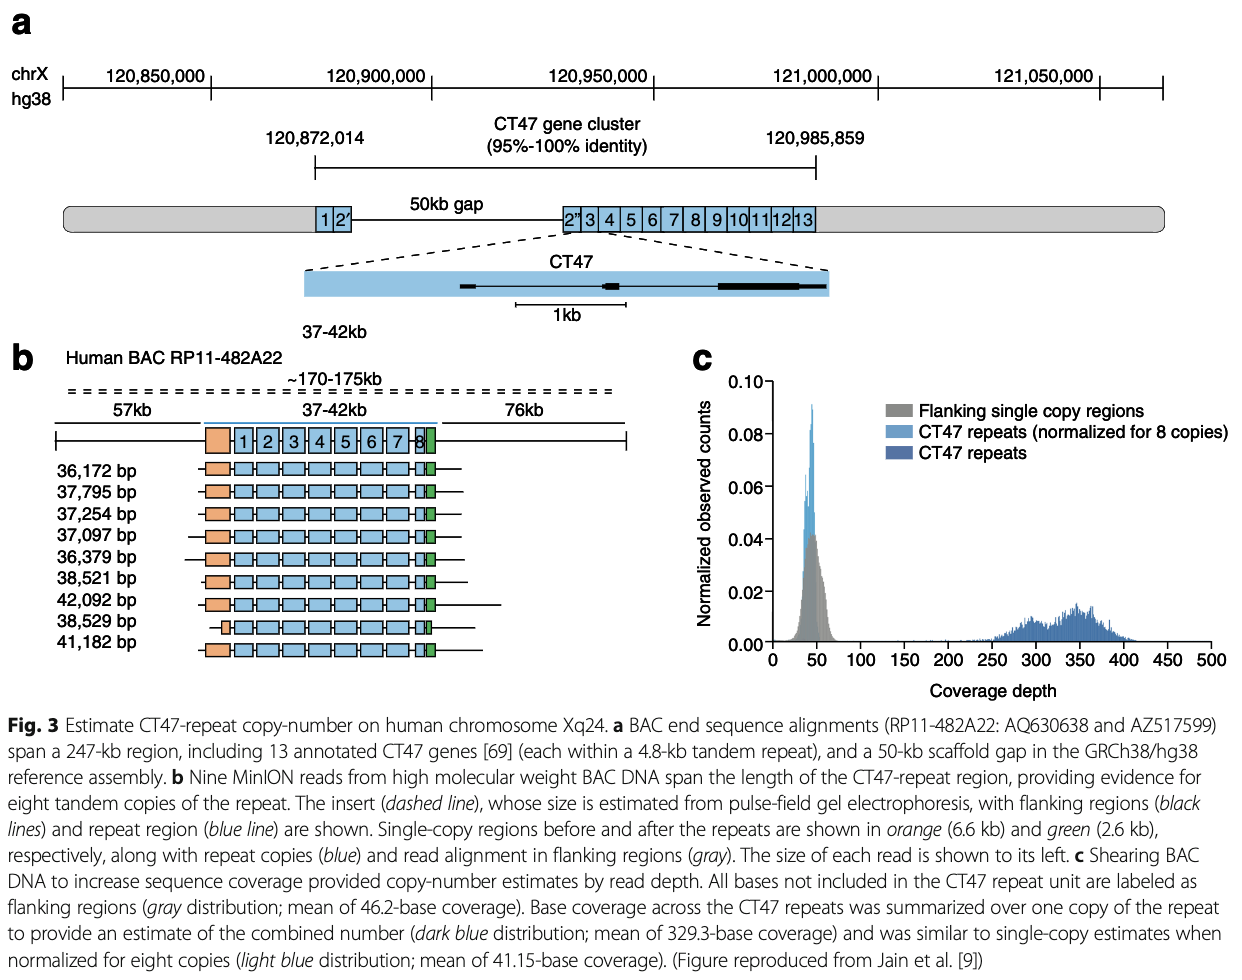 a
chrX
hg38
120,850,000 120,900,000 120,950,000 121,000,000 121,050,000
CT47 gene cluster
(95%-100% identity)
120,872,014 120,985,859
50kb gap
1 2' 2" 3 4 5 6 7 8 9 10 11 12 13
CT47
1kb
37-42kb
b
Human BAC RP11-482A22
~170-175kb
57kb 37-42kb 76kb
1 2 3 4 5 6 7 8
36,172 bp
37,795 bp
37,254 bp
37,097 bp
36,379 bp
38,521 bp
42,092 bp
38,529 bp
41,182 bp
c
Normalized observed counts
0.10
0.08
0.06
0.04
0.02
0.00
Flanking single copy regions
CT47 repeats (normalized for 8 copies)
CT47 repeats
0 50 100 150 200 250 300 350 400 450 500
Coverage depth
Fig. 3 Estimate CT47-repeat copy-number on human chromosome Xq24. a BAC end sequence alignments (RP11-482A22: AQ630638 and AZ517599)
span a 247-kb region, including 13 annotated CT47 genes [69] (each within a 4.8-kb tandem repeat), and a 50-kb scaffold gap in the GRCh38/hg38
reference assembly. b Nine MinION reads from high molecular weight BAC DNA span the length of the CT47-repeat region, providing evidence for
eight tandem copies of the repeat. The insert (dashed line), whose size is estimated from pulse-field gel electrophoresis, with flanking regions (black
lines) and repeat region (blue line) are shown. Single-copy regions before and after the repeats are shown in orange (6.6 kb) and green (2.6 kb),
respectively, along with repeat copies (blue) and read alignment in flanking regions (gray). The size of each read is shown to its left. c Shearing BAC
DNA to increase sequence coverage provided copy-number estimates by read depth. All bases not included in the CT47 repeat unit are labeled as
flanking regions (gray distribution; mean of 46.2-base coverage). Base coverage across the CT47 repeats was summarized over one copy of the repeat
to provide an estimate of the combined number (dark blue distribution; mean of 329.3-base coverage) and was similar to single-copy estimates when
normalized for eight copies (light blue distribution; mean of 41.15-base coverage). (Figure reproduced from Jain et al. [9])